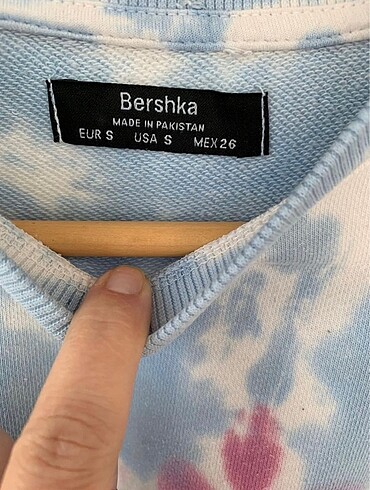 Bershka
MADE IN PAKISTAN
EUR S USA S MEX 26